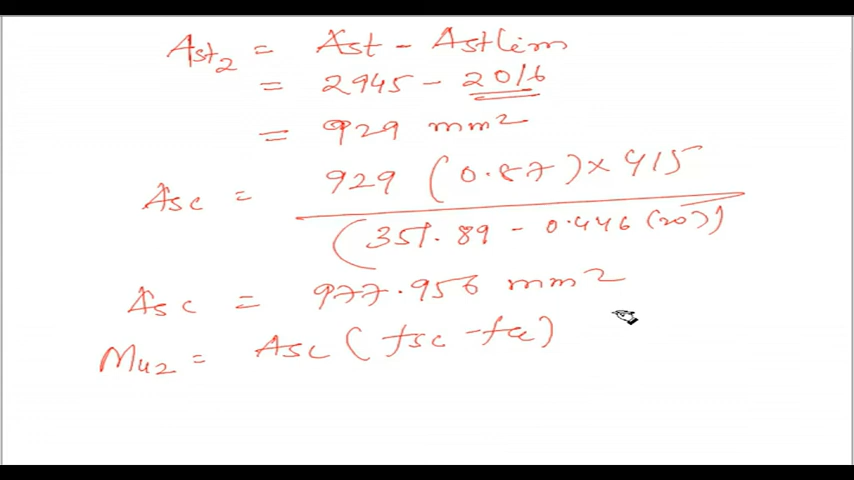 Ast2 = Ast - Astlim
= 2945 - 2016
= 929 mm2
Asc = 929 (0.87) × 415
(351.89 - 0.446 (20))
Asc = 977.956 mm2
Mu2 = Asc (fsc - fcc)